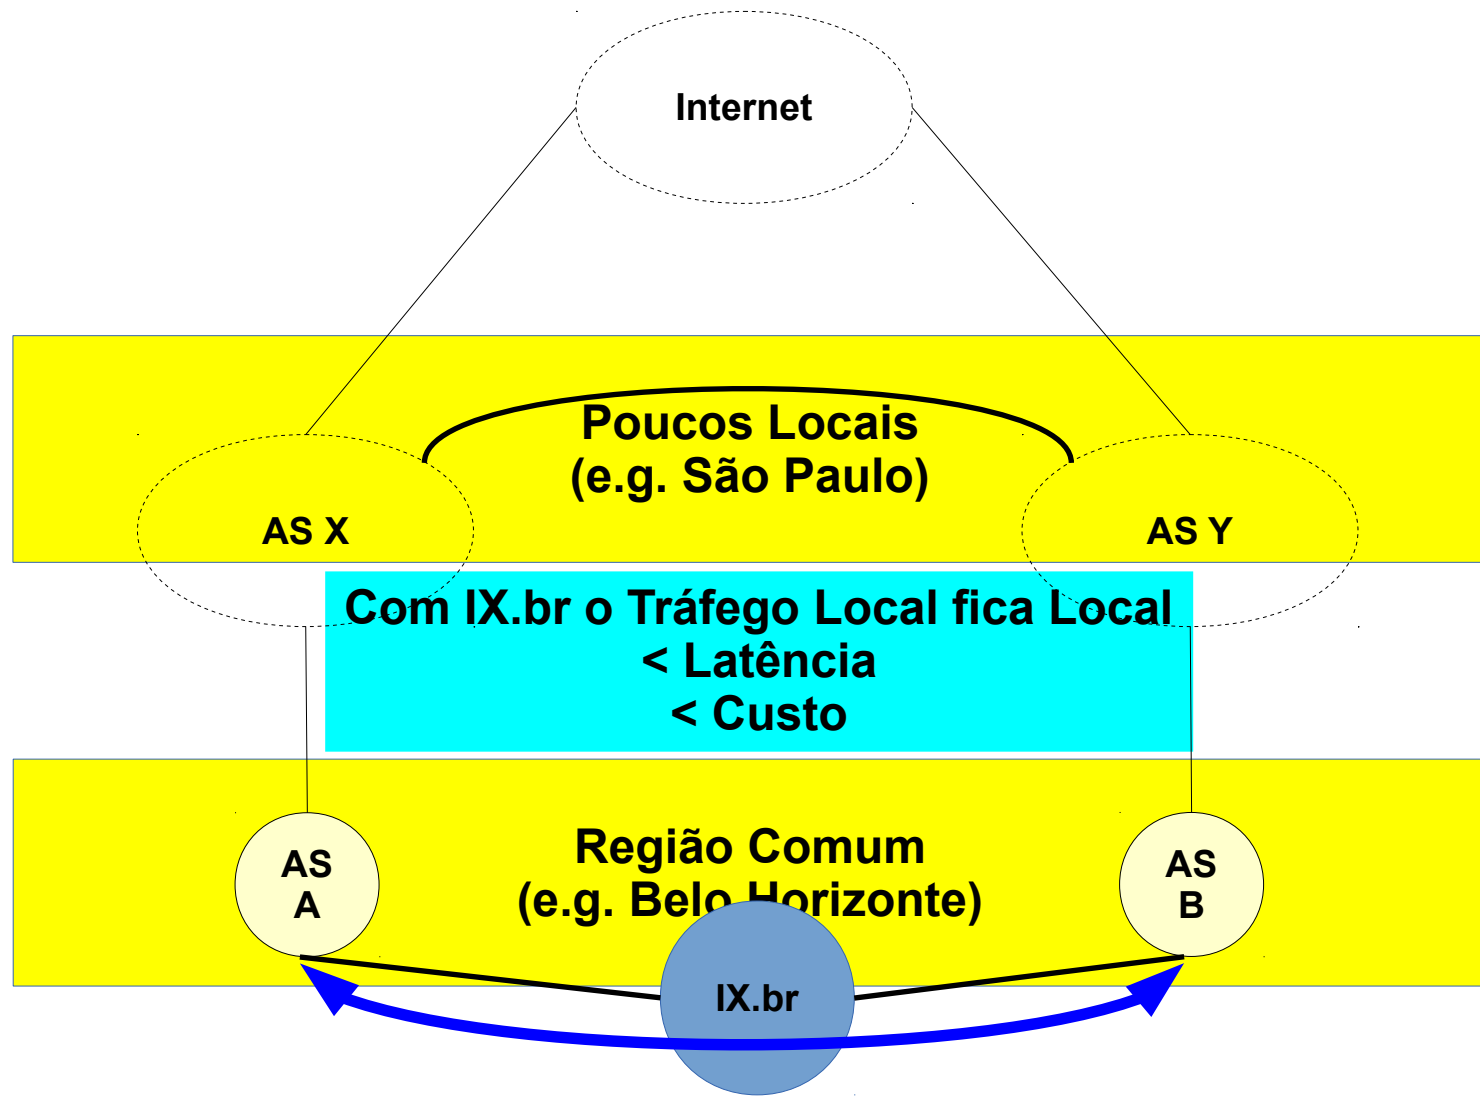 Internet
Poucos Locais
(e.g. São Paulo)
AS X
AS Y
Com IX.br o Tráfego Local fica Local
< Latência
< Custo
Região Comum
(e.g. Belo Horizonte)
AS
A
AS
B
IX.br